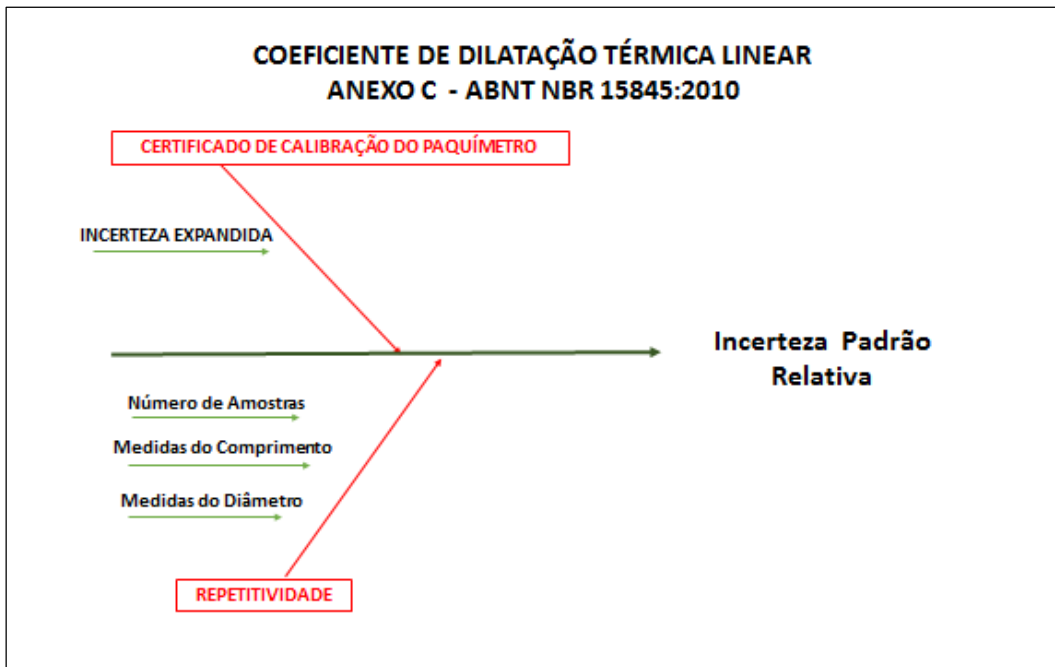 COEFICIENTE DE DILATAÇÃO TÉRMICA LINEAR
ANEXO C - ABNT NBR 15845:2010
CERTIFICADO DE CALIBRAÇÃO DO PAQUÍMETRO
INCERTEZA EXPANDIDA
Incerteza Padrão
Relativa
Número de Amostras
Medidas do Comprimento
Medidas do Diâmetro
REPETITIVIDADE